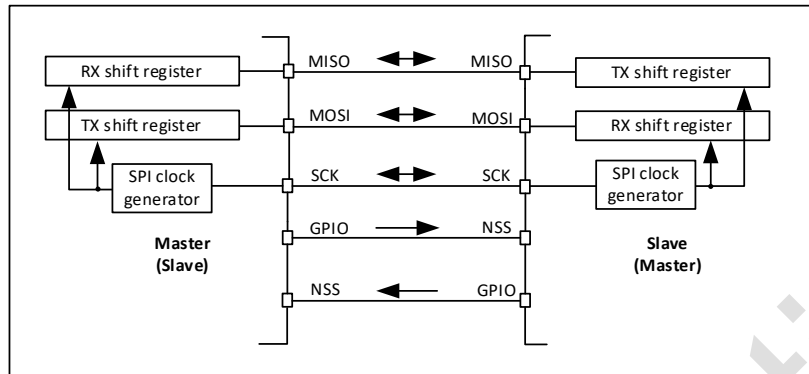 RX shift register
MISO
MISO
TX shift register
TX shift register
MOSI
MOSI
RX shift register
SPI clock
generator
SCK
SCK
SPI clock
generator
GPIO
NSS
Master
(Slave)
Slave
(Master)
NSS
GPIO